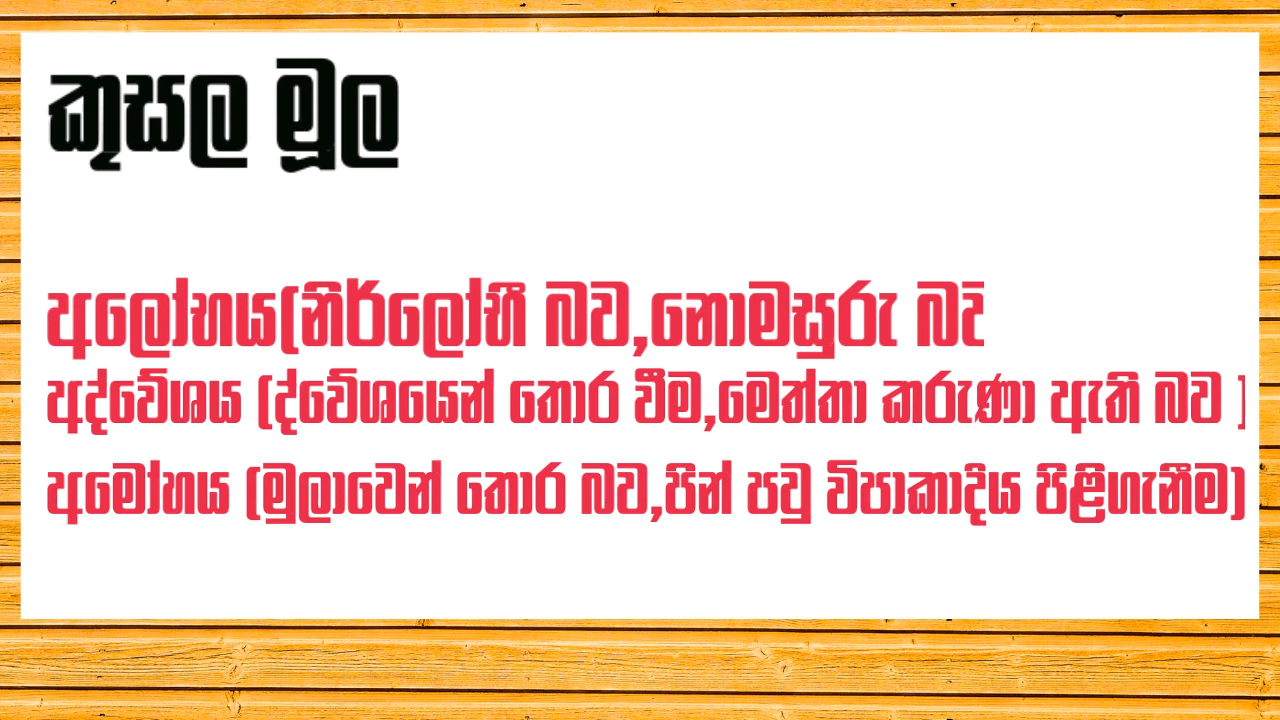 කුසල මූල
අලෝභය(නිර්ලෝභී බව,නොමසුරු බව
අද්වේශය (ද්වේශයෙන් තොර වීම,මෙත්තා කරුණා ඇති බව )
අමෝහය (මුලාවෙන් තොර බව,පින් පවු විපාකාදිය පිළිගැනීම)